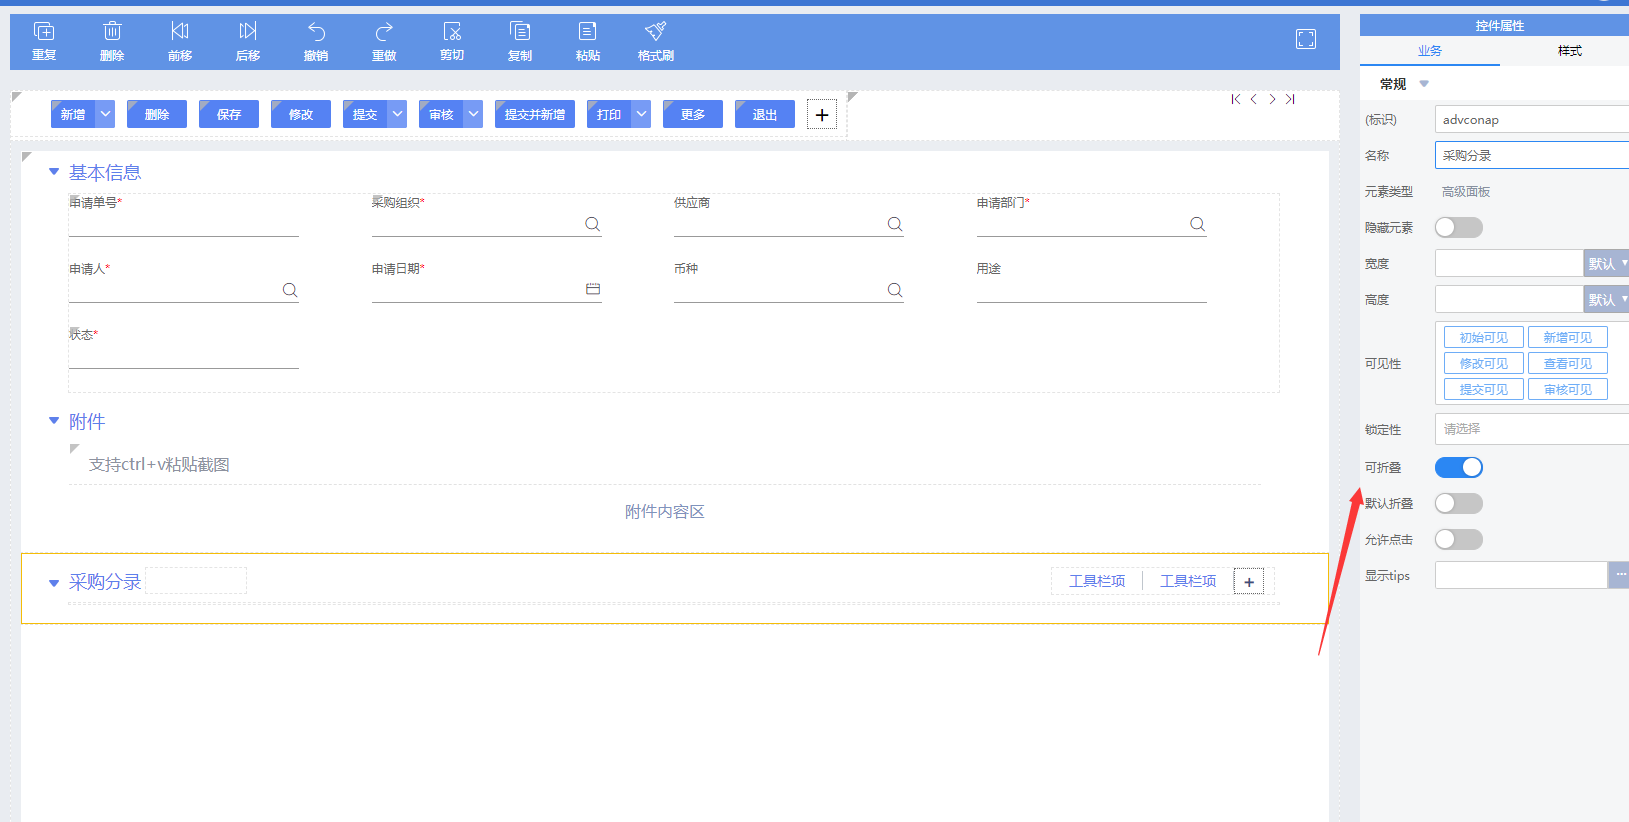 重复 删除 前移 后移 撤销 重做 剪切 复制 粘贴 格式刷
新增 删除 保存 修改 提交 审核 提交并新增 打印 更多 退出 +
基本信息
申请单号* 采购组织* 供应商 申请部门*
申请人* 申请日期* 币种 用途
状态*
附件
支持ctrl+v粘贴截图
附件内容区
采购分录 工具栏项 工具栏项 +
控件属性
业务 样式
常规
(标识) advconap
名称 采购分录
元素类型 高级面板
隐藏元素
宽度 默认
高度 默认
可见性 初始可见 新增可见
修改可见 查看可见
提交可见 审核可见
锁定性 请选择
可折叠
默认折叠
允许点击
显示tips ...